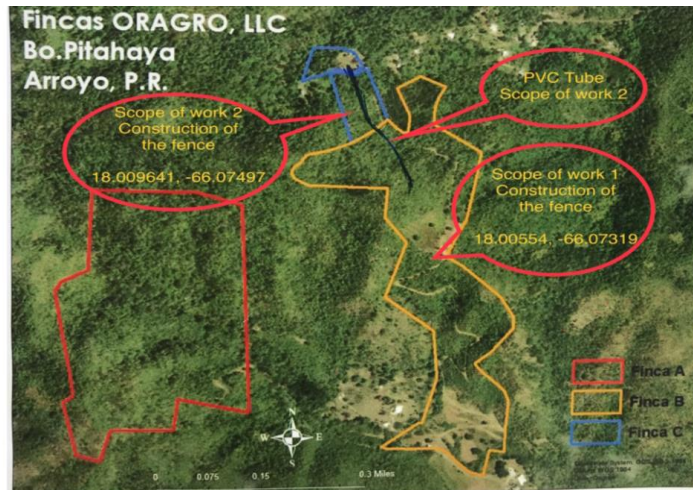 Fincas ORAGRO, LLC
Bo.Pitahaya
Arroyo, P.R.
PVC Tube
Scope of work 2
Scope of work 2
Construction of
the fence
18.009641, -66.07497
Scope of work 1
Construction of
the fence
18.00554, -66.07319
Finca A
Finca B
Finca C
N
W E
S
0 0.075 0.15 0.3 Miles